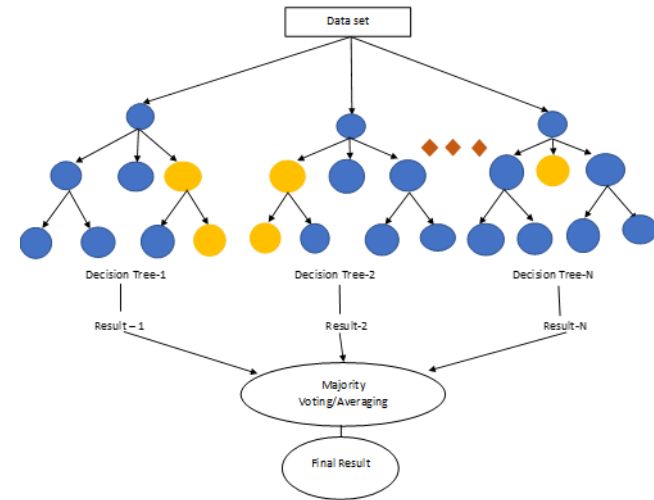 Data set
Decision Tree-1
Decision Tree-2
Decision Tree-N
Result – 1
Result-2
Result-N
Majority
Voting/Averaging
Final Result